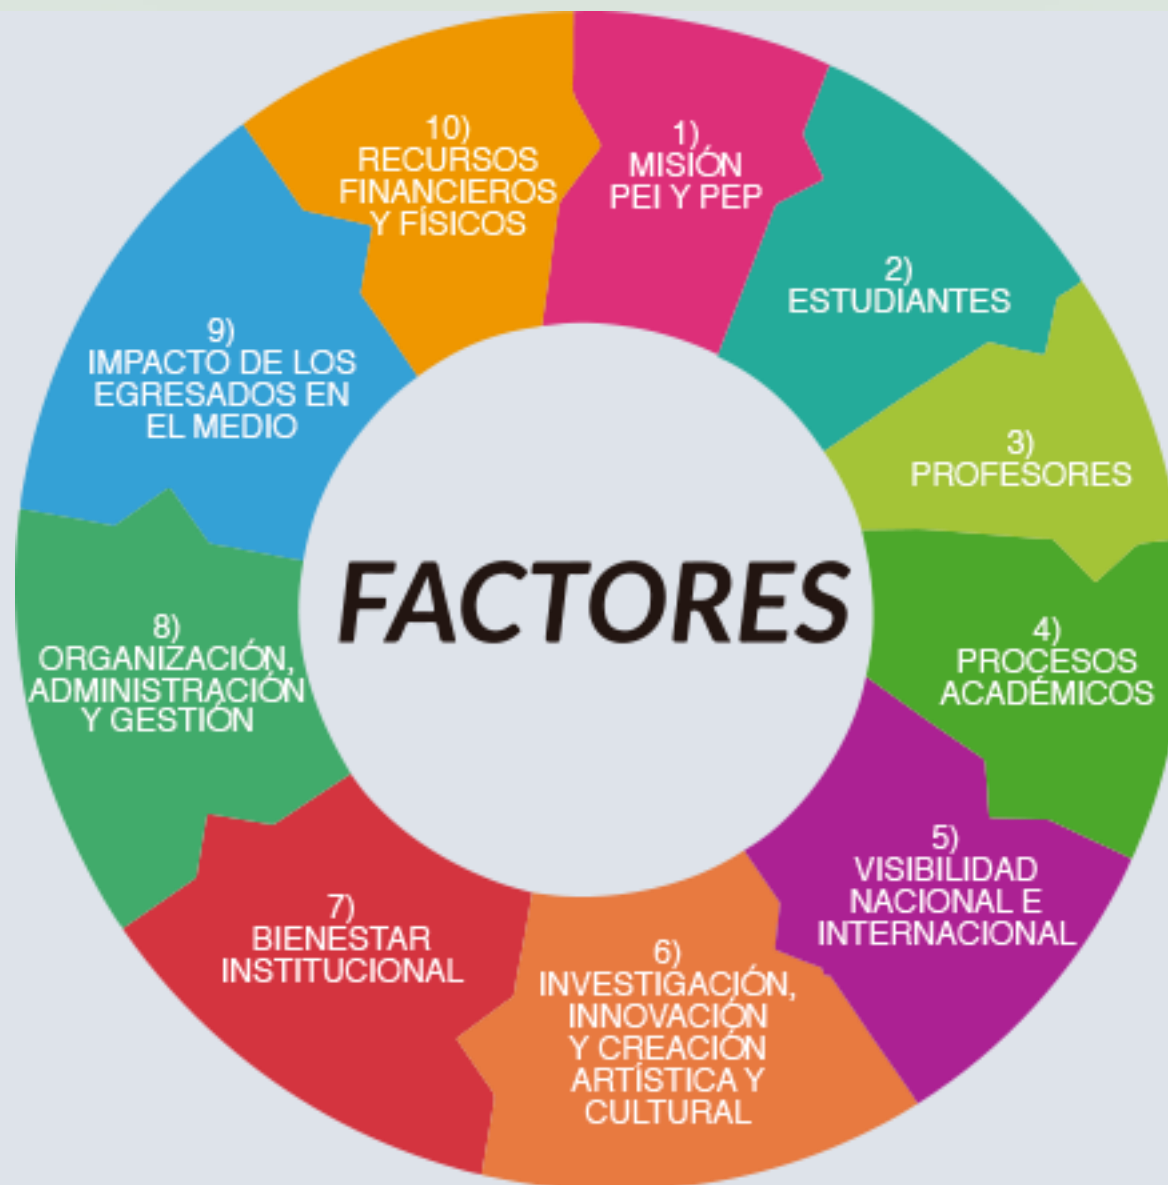 1)
MISIÓN
PEI Y PEP
2)
ESTUDIANTES
3)
PROFESORES
4)
PROCESOS
ACADÉMICOS
5)
VISIBILIDAD
NACIONAL E
INTERNACIONAL
6)
INVESTIGACIÓN,
INNOVACIÓN
Y CREACIÓN
ARTÍSTICA Y
CULTURAL
7)
BIENESTAR
INSTITUCIONAL
8)
ORGANIZACIÓN,
ADMINISTRACIÓN
Y GESTIÓN
9)
IMPACTO DE LOS
EGRESADOS EN
EL MEDIO
10)
RECURSOS
FINANCIEROS
Y FÍSICOS
FACTORES